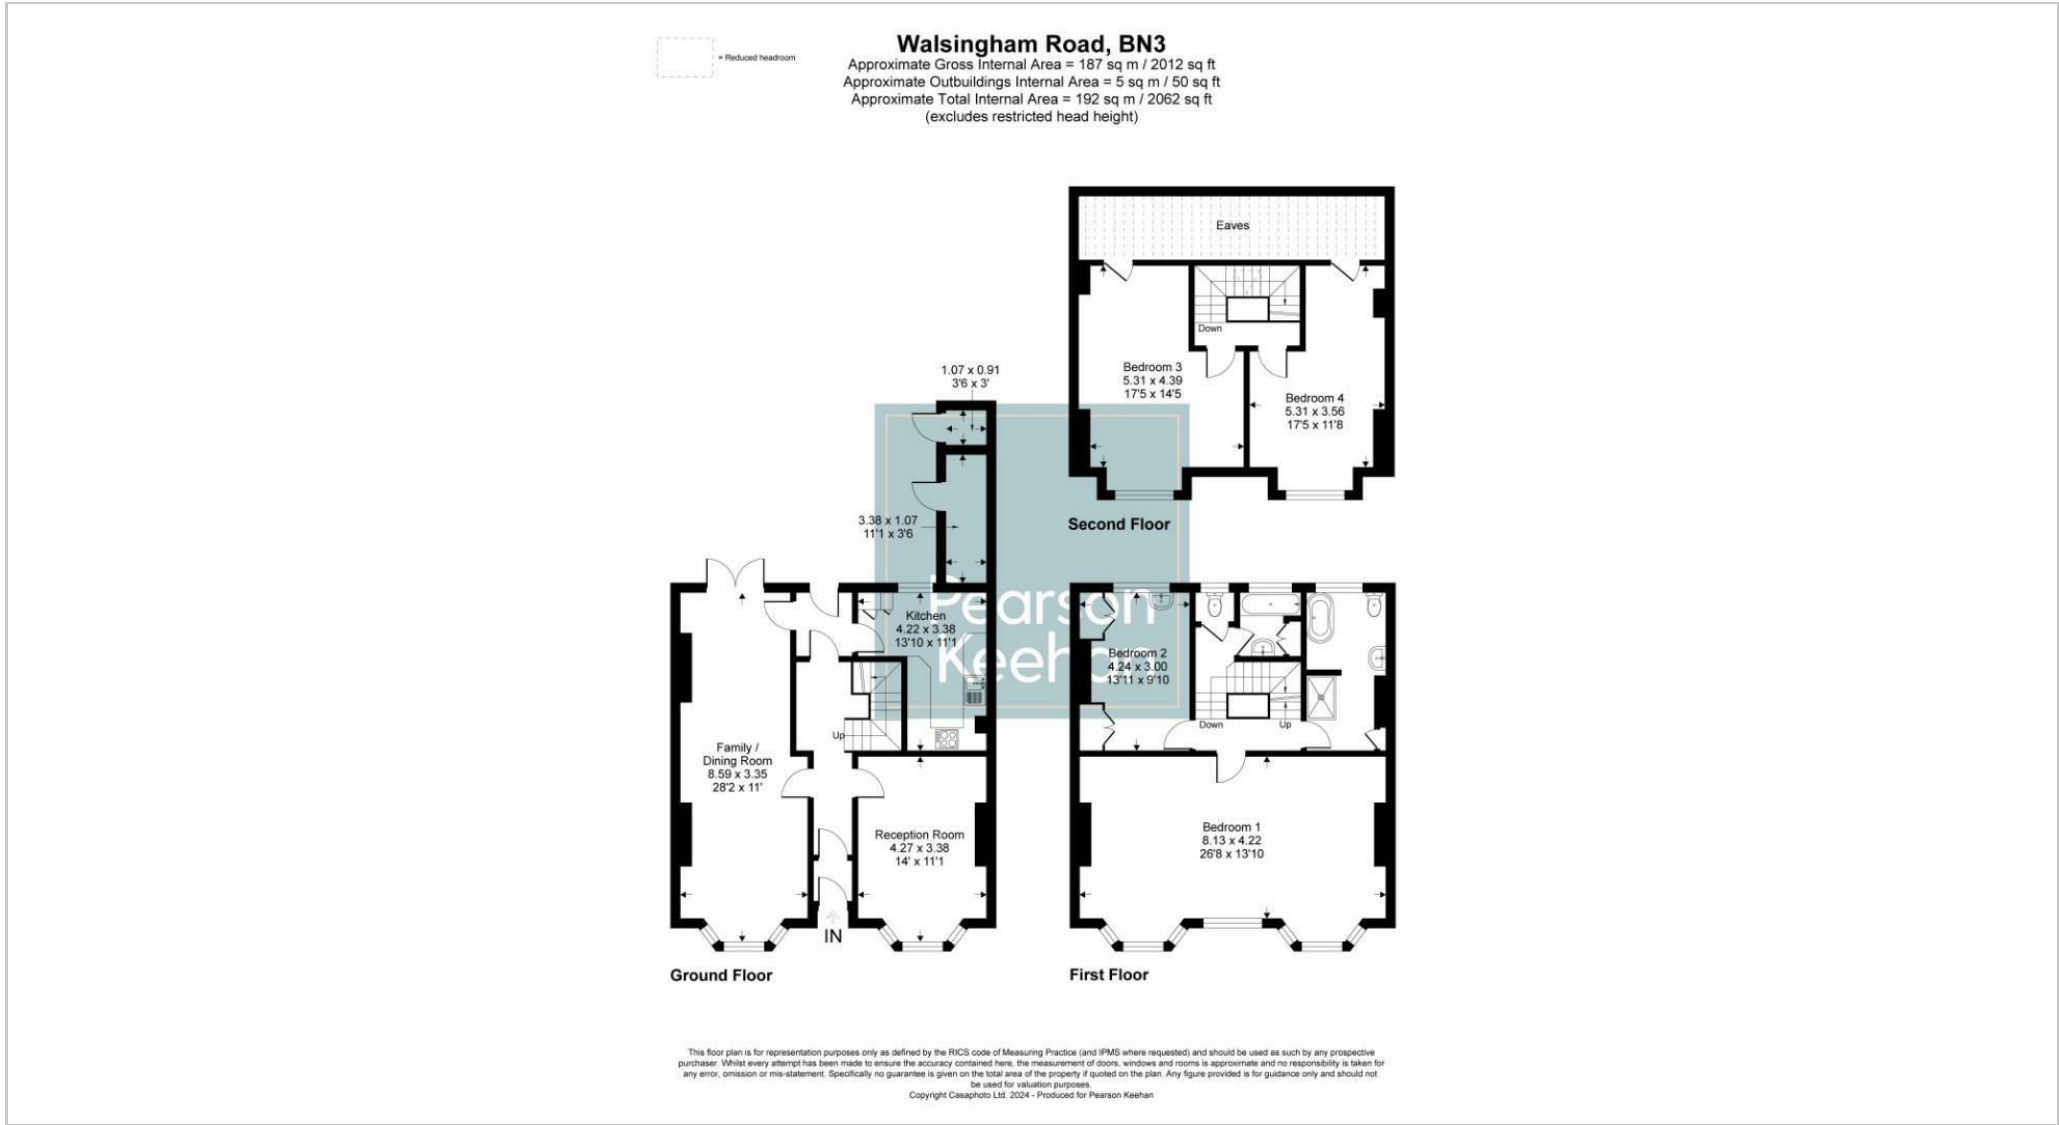 Walsingham Road, BN3
Approximate Gross Internal Area = 187 sq m / 2012 sq ft
Approximate Outbuildings Internal Area = 5 sq m / 50 sq ft
Approximate Total Internal Area = 192 sq m / 2062 sq ft
(excludes restricted head height)
= Reduced headroom
Eaves
Down
Bedroom 3
5.31 x 4.39
17'5 x 14'5
Bedroom 4
5.31 x 3.56
17'5 x 11'8
Second Floor
1.07 x 0.91
3'6 x 3'
3.38 x 1.07
11'1 x 3'6
Pearson
Keehan
Kitchen
4.22 x 3.38
13'10 x 11'1
Up
Family /
Dining Room
8.59 x 3.35
28'2 x 11'
Reception Room
4.27 x 3.38
14' x 11'1
IN
Ground Floor
Bedroom 2
4.24 x 3.00
13'11 x 9'10
Down
Up
Bedroom 1
8.13 x 4.22
26'8 x 13'10
First Floor
This floor plan is for representation purposes only as defined by the RICS code of Measuring Practice (and IPMS where requested) and should be used as such by any prospective
purchaser. Whilst every attempt has been made to ensure the accuracy contained here, the measurement of doors, windows and rooms is approximate and no responsibility is taken for
any error, omission or mis-statement. Specifically no guarantee is given on the total area of the property if quoted on the plan. Any figure provided is for guidance only and should not
be used for valuation purposes.
Copyright Casaphoto Ltd. 2024 - Produced for Pearson Keehan